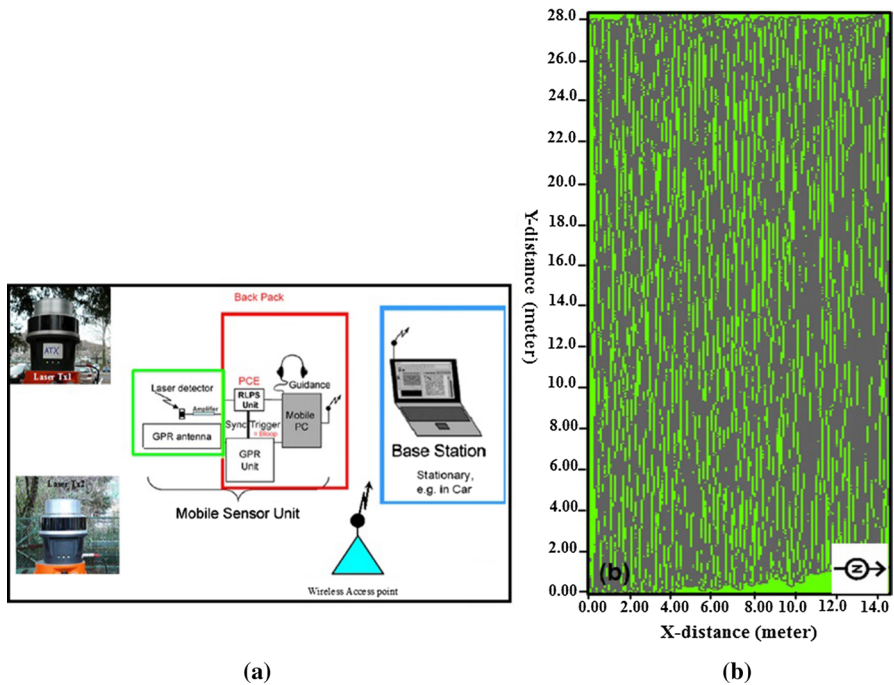 Back Pack
ATX
Laser Tx1
Laser detector
Amplifier
GPR antenna
PCE
RLPS
Unit
Guidance
Mobile
PC
Sync Trigger
+ Bloop
GPR
Unit
Mobile Sensor Unit
Base Station
Stationary,
e.g. in Car
Laser Tx2
Wireless Access point
(a)
28.0
26.0
24.0
22.0
20.0
18.0
16.0
14.0
12.0
10.0
8.00
6.00
4.00
2.00
0.00
Y-distance (meter)
(b)
N
0.00 2.00 4.00 6.00 8.00 10.0 12.0 14.0
X-distance (meter)
(b)